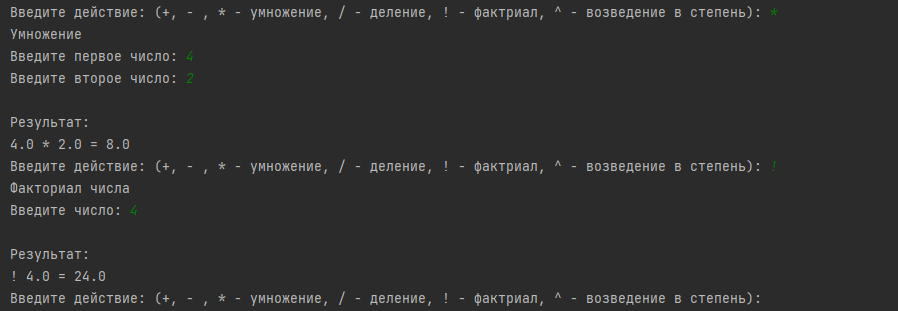 Введите действие: (+, - , * - умножение, / - деление, ! - фактриал, ^ - возведение в степень): *
Умножение
Введите первое число: 4
Введите второе число: 2
Результат:
4.0 * 2.0 = 8.0
Введите действие: (+, - , * - умножение, / - деление, ! - фактриал, ^ - возведение в степень): !
Факториал числа
Введите число: 4
Результат:
! 4.0 = 24.0
Введите действие: (+, - , * - умножение, / - деление, ! - фактриал, ^ - возведение в степень):